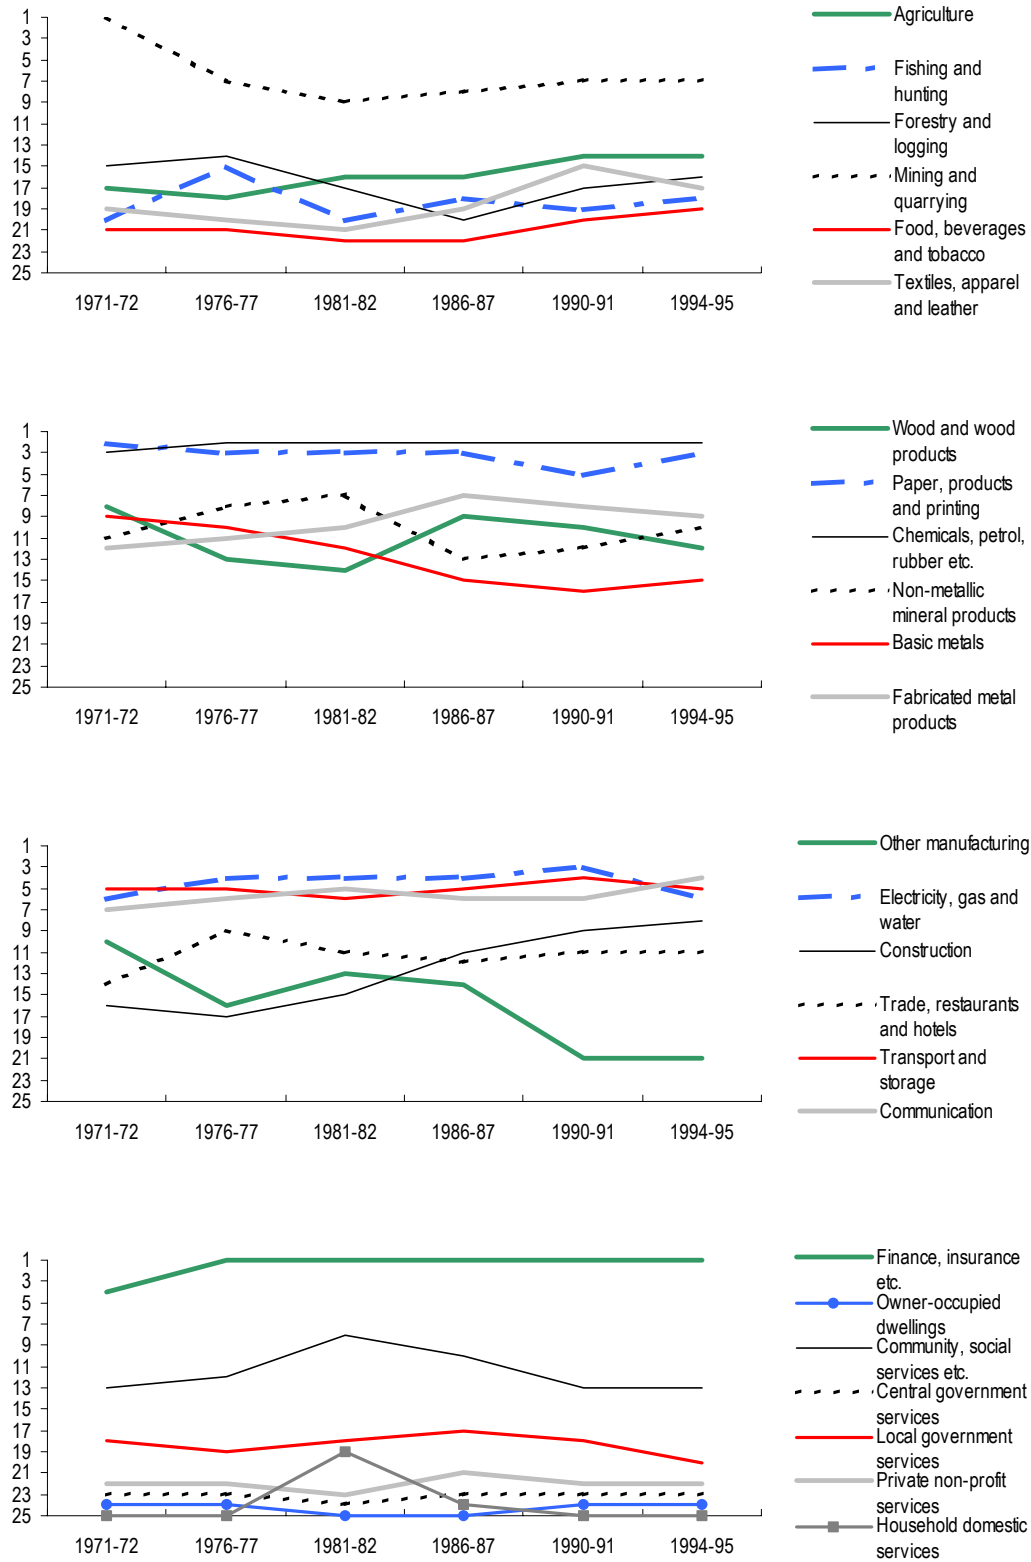 1
3
5
7
9
11
13
15
17
19
21
23
25
1971-72 1976-77 1981-82 1986-87 1990-91 1994-95
Agriculture
Fishing and
hunting
Forestry and
logging
Mining and
quarrying
Food, beverages
and tobacco
Textiles, apparel
and leather
1
3
5
7
9
11
13
15
17
19
21
23
25
1971-72 1976-77 1981-82 1986-87 1990-91 1994-95
Wood and wood
products
Paper, products
and printing
Chemicals, petrol,
rubber etc.
Non-metallic
mineral products
Basic metals
Fabricated metal
products
1
3
5
7
9
11
13
15
17
19
21
23
25
1971-72 1976-77 1981-82 1986-87 1990-91 1994-95
Other manufacturing
Electricity, gas and
water
Construction
Trade, restaurants
and hotels
Transport and
storage
Communication
1
3
5
7
9
11
13
15
17
19
21
23
25
1971-72 1976-77 1981-82 1986-87 1990-91 1994-95
Finance, insurance
etc.
Owner-occupied
dwellings
Community, social
services etc.
Central government
services
Local government
services
Private non-profit
services
Household domestic
services